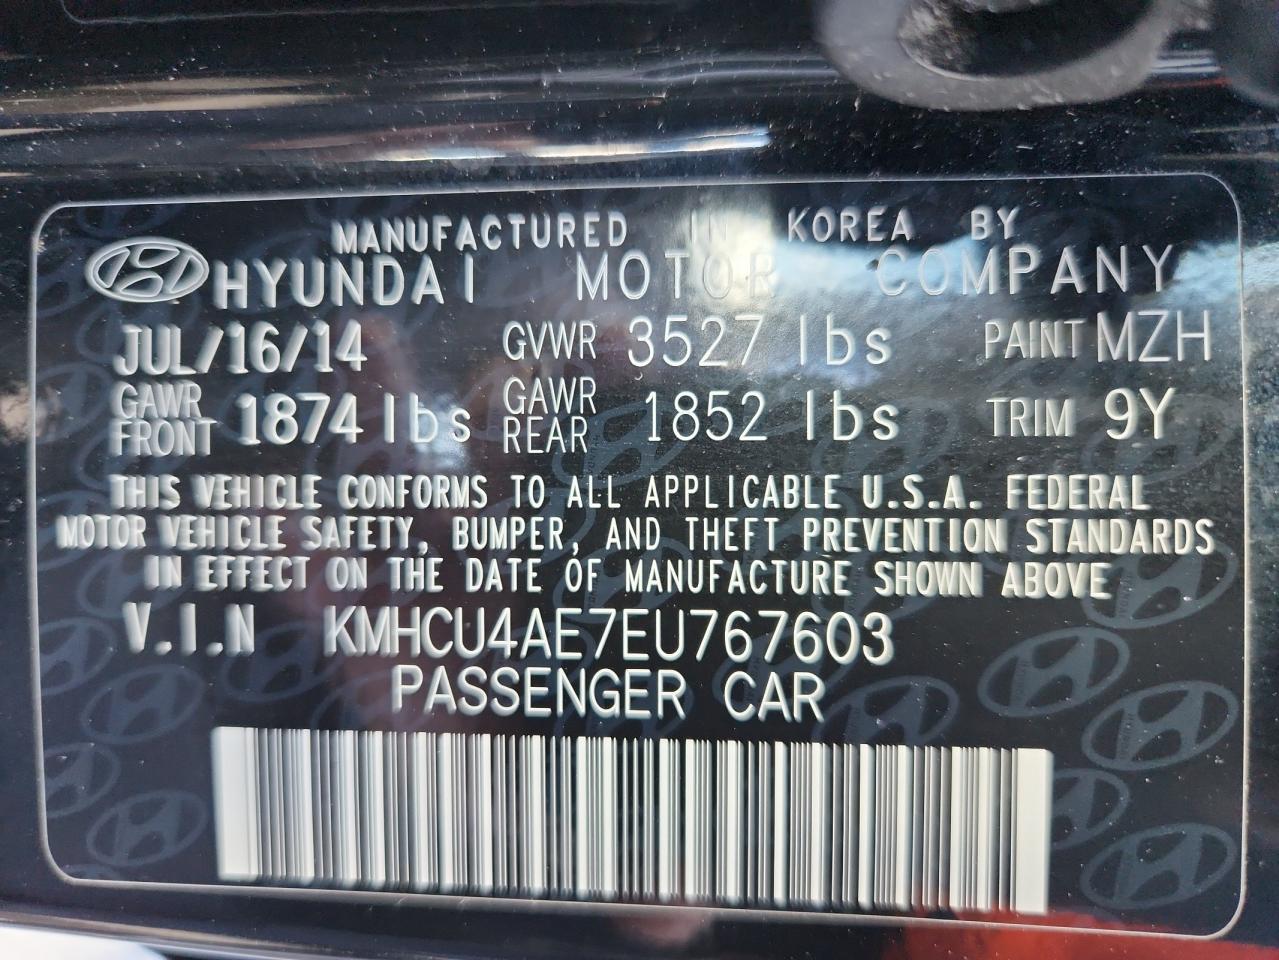 MANUFACTURED IN KOREA BY
HYUNDAI MOTOR COMPANY
JUL/16/14 GVWR 3527 lbs PAINT MZH
GAWR FRONT 1874 lbs GAWR REAR 1852 lbs TRIM 9Y
THIS VEHICLE CONFORMS TO ALL APPLICABLE U.S.A. FEDERAL
MOTOR VEHICLE SAFETY, BUMPER, AND THEFT PREVENTION STANDARDS
IN EFFECT ON THE DATE OF MANUFACTURE SHOWN ABOVE
V.I.N KMHCU4AE7EU767603
PASSENGER CAR